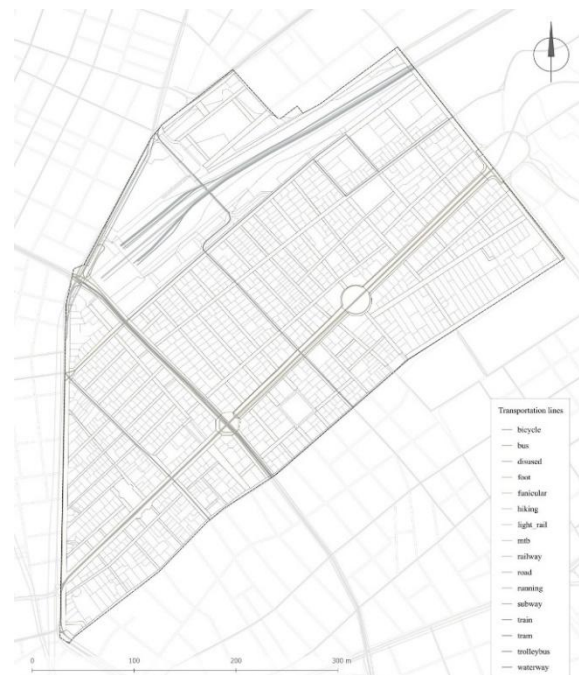 Transportation lines
bicycle
bus
disused
foot
funicular
hiking
light_rail
mtb
railway
road
running
subway
train
tram
trolleybus
waterway
0 100 200 300 m